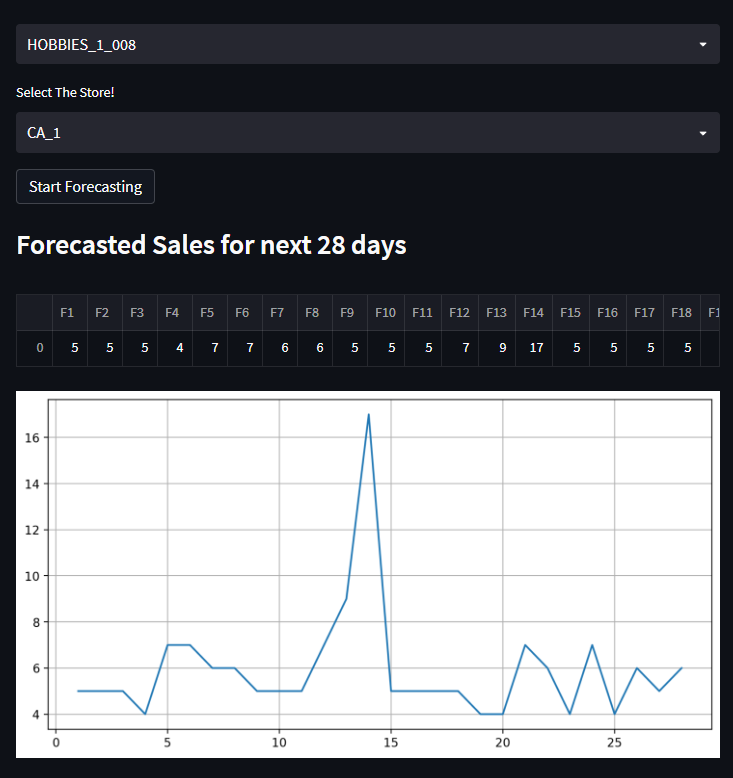 HOBBIES_1_008
Select The Store!
CA_1
Start Forecasting
Forecasted Sales for next 28 days
F1 F2 F3 F4 F5 F6 F7 F8 F9 F10 F11 F12 F13 F14 F15 F16 F17 F18
0 5 5 5 4 7 7 6 6 5 5 5 7 9 17 5 5 5 5
16
14
12
10
8
6
4
0 5 10 15 20 25